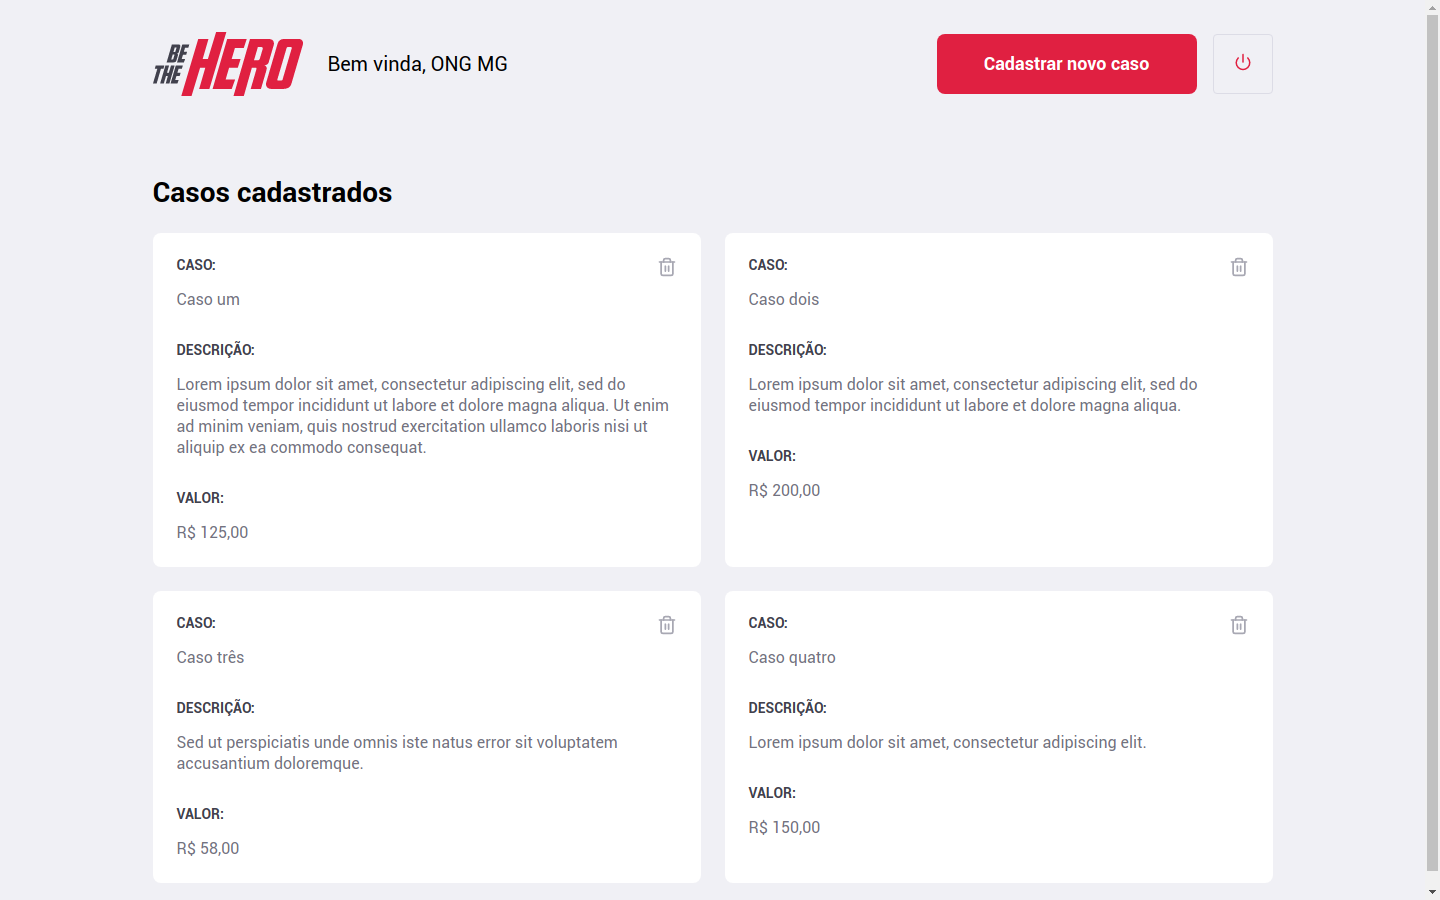 BE
THE HERO
Bem vinda, ONG MG
Cadastrar novo caso
Casos cadastrados
CASO:
Caso um
DESCRIÇÃO:
Lorem ipsum dolor sit amet, consectetur adipiscing elit, sed do
eiusmod tempor incididunt ut labore et dolore magna aliqua. Ut enim
ad minim veniam, quis nostrud exercitation ullamco laboris nisi ut
aliquip ex ea commodo consequat.
VALOR:
R$ 125,00
CASO:
Caso dois
DESCRIÇÃO:
Lorem ipsum dolor sit amet, consectetur adipiscing elit, sed do
eiusmod tempor incididunt ut labore et dolore magna aliqua.
VALOR:
R$ 200,00
CASO:
Caso três
DESCRIÇÃO:
Sed ut perspiciatis unde omnis iste natus error sit voluptatem
accusantium doloremque.
VALOR:
R$ 58,00
CASO:
Caso quatro
DESCRIÇÃO:
Lorem ipsum dolor sit amet, consectetur adipiscing elit.
VALOR:
R$ 150,00